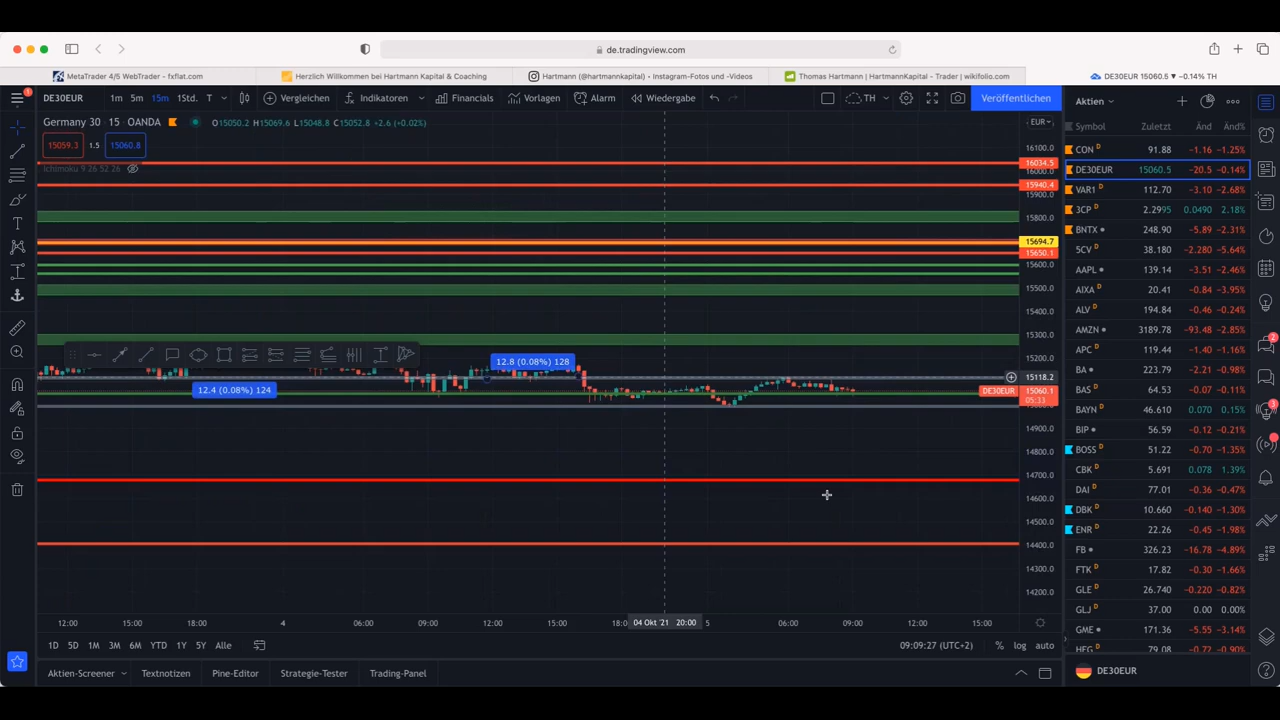 de.tradingview.com
MetaTrader 4/5 WebTrader - fxflat.com
Herzlich Willkommen bei Hartmann Kapital & Coaching
Hartmann (@hartmannkapital) • Instagram-Fotos und -Videos
Thomas Hartmann | HartmannKapital - Trader | wikifolio.com
DE30EUR 15060.5 ▼ −0.14% TH
DE30EUR 1m 5m 15m 1Std. T Vergleichen Indikatoren Financials Vorlagen Alarm Wiedergabe TH Veröffentlichen
Germany 30 · 15 · OANDA O15050.2 H15069.6 L15048.8 C15052.8 +2.6 (+0.02%)
15059.3 1.5 15060.8
Ichimoku 9 26 52 26
12.8 (0.08%) 128
12.4 (0.08%) 124
EUR
16100.0
16034.5
16000.0
15940.4
15900.0
15800.0
15694.7
15650.1
15600.0
15500.0
15400.0
15300.0
15200.0
15118.2
DE30EUR 15060.1
05:33
14900.0
14800.0
14700.0
14600.0
14500.0
14400.0
14300.0
14200.0
12:00 15:00 18:00 4 06:00 09:00 12:00 15:00 18:0 04 Okt '21 20:00 5 06:00 09:00 12:00 15:00
1D 5D 1M 3M 6M YTD 1Y 5Y Alle 09:09:27 (UTC+2) % log auto
Aktien-Screener Textnotizen Pine-Editor Strategie-Tester Trading-Panel
Aktien
Symbol Zuletzt Änd Änd%
CON D 91.88 −1.16 −1.25%
DE30EUR 15060.5 −20.5 −0.14%
VAR1 D 112.70 −3.10 −2.68%
3CP D 2.2995 0.0490 2.18%
BNTX D 248.90 −5.89 −2.31%
5CV D 38.180 −2.280 −5.64%
AAPL 139.14 −3.51 −2.46%
AIXA D 20.41 −0.84 −3.95%
ALV D 194.84 −0.46 −0.24%
AMZN 3189.78 −93.48 −2.85%
APC D 119.44 −1.40 −1.16%
BA 223.79 −2.21 −0.98%
BAS D 64.53 −0.07 −0.11%
BAYN D 46.610 0.070 0.15%
BIP 56.59 −0.12 −0.21%
BOSS D 51.22 −0.70 −1.35%
CBK D 5.691 0.078 1.39%
DAI D 77.01 −0.36 −0.47%
DBK D 10.660 −0.140 −1.30%
ENR D 22.26 −0.45 −1.98%
FB 326.23 −16.78 −4.89%
FTK D 17.82 −0.30 −1.66%
GLE D 26.740 −0.220 −0.82%
GLJ D 37.00 0.00 0.00%
GME 171.36 −5.55 −3.14%
79.08 −0.72 −0.90%
DE30EUR